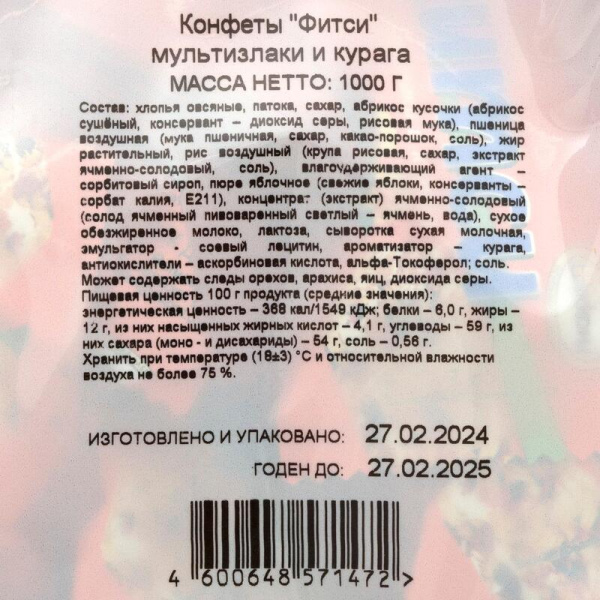 Конфеты "Фитси"
мультизлаки и курага
МАССА НЕТТО: 1000 Г
Состав: хлопья овсяные, патока, сахар, абрикос кусочки (абрикос
сушёный, консервант – диоксид серы, рисовая мука), пшеница
воздушная (мука пшеничная, сахар, какао-порошок, соль), жир
растительный, рис воздушный (крупа рисовая, сахар, экстракт
ячменно-солодовый, соль), влагоудерживающий агент –
сорбитовый сироп, пюре яблочное (свежие яблоки, консерванты –
сорбат калия, Е211), концентрат (экстракт) ячменно-солодовый
(солод ячменный пивоваренный светлый – ячмень, вода), сухое
обезжиренное молоко, лактоза, сыворотка сухая молочная,
эмульгатор - соевый лецитин, ароматизатор – курага,
антиокислители – аскорбиновая кислота, альфа-Токоферол; соль.
Может содержать следы орехов, арахиса, яиц, диоксида серы.
Пищевая ценность 100 г продукта (средние значения):
энергетическая ценность – 368 кал/1549 кДж; белки – 6,0 г, жиры –
12 г, из них насыщенных жирных кислот – 4,1 г, углеводы – 59 г, из
них сахара (моно - и дисахариды) – 54 г, соль – 0,56 г.
Хранить при температуре (18±3) °С и относительной влажности
воздуха не более 75 %.
ИЗГОТОВЛЕНО И УПАКОВАНО: 27.02.2024
ГОДЕН ДО: 27.02.2025
4 600648 571472 >